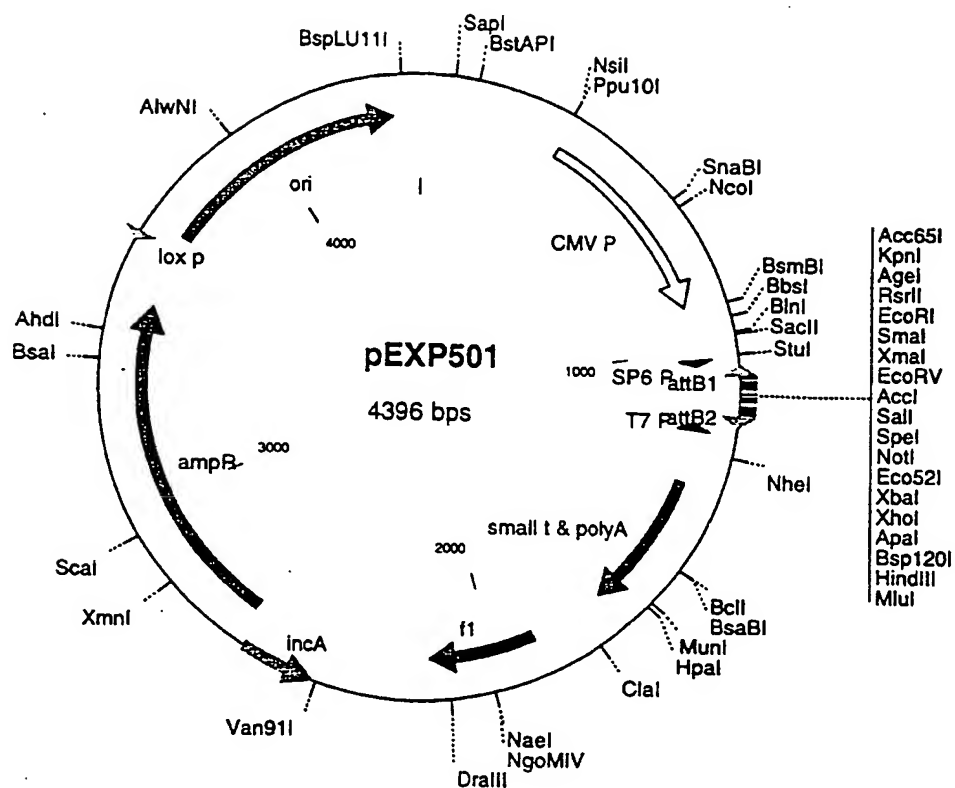 SapI
BspLU11I
BstAPI
NsiI
Ppu10I
AlwNI
SnaBI
NcoI
ori
I
4000
lox p
CMV P
Acc65I
KpnI
AgeI
RsrII
EcoRI
SmaI
XmaI
EcoRV
AccI
SalI
SpeI
NotI
Eco52I
XbaI
XhoI
ApaI
Bsp120I
HindIII
MluI
BsmBI
BbsI
BlnI
SacII
StuI
AhdI
BsaI
pEXP501
4396 bps
1000
SP6 P
attB1
T7 P
attB2
ampR
3000
NheI
small t & polyA
2000
ScaI
XmnI
BclI
BsaBI
MunI
HpaI
f1
incA
ClaI
Van91I
NaeI
NgoMIV
DraIII